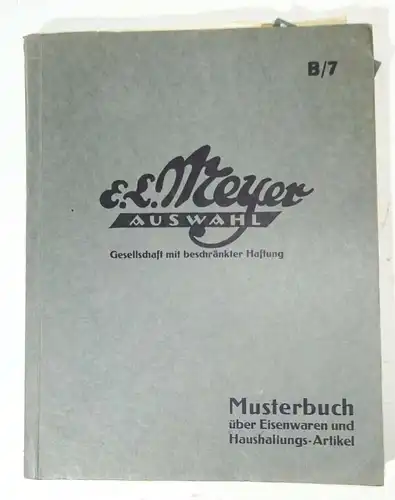 B/7
E.L. Meyer
AUSWAHL
Gesellschaft mit beschränkter Haftung
Musterbuch
über Eisenwaren und
Haushaltungs-Artikel